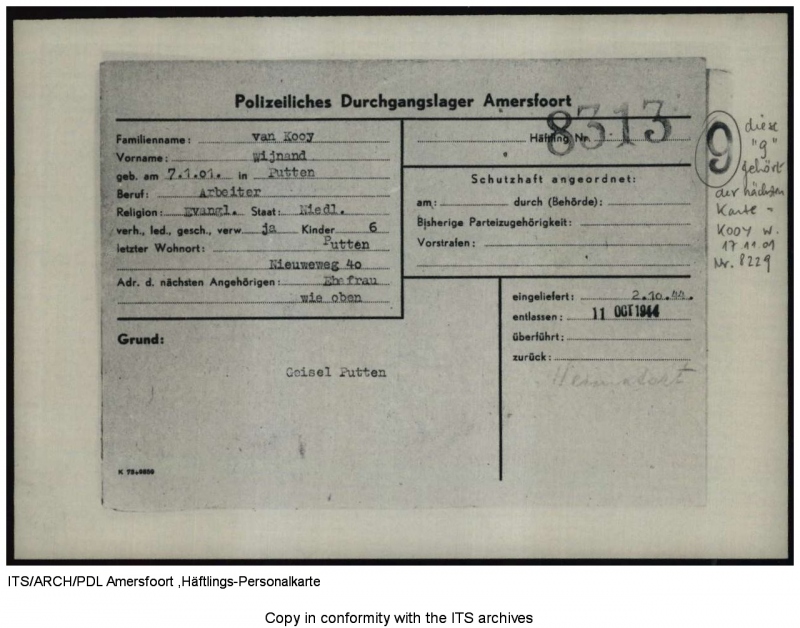 Polizeiliches Durchgangslager Amersfoort
Familienname: van Kooy
Vorname: Wijnand
geb. am 7.1.01. in Putten
Beruf: Arbeiter
Religion: Evangl. Staat: Niedl.
verh., led., gesch., verw ja Kinder 6
letzter Wohnort: Putten
Nieuweweg 40
Adr. d. nächsten Angehörigen: Ehefrau
wie oben
Häftling Nr. 8313
Schutzhaft angeordnet:
am: durch (Behörde):
Bisherige Parteizugehörigkeit:
Vorstrafen:
Grund:
Geisel Putten
eingeliefert: 2.10.44.
entlassen: 11 OCT 1944
überführt:
zurück:
Heimatort
K 73.0039
9
diese
"9"
gehört
der nächsten
Karte -
KOOY W.
17 11 01
Nr. 8229
ITS/ARCH/PDL Amersfoort ,Häftlings-Personalkarte
Copy in conformity with the ITS archives